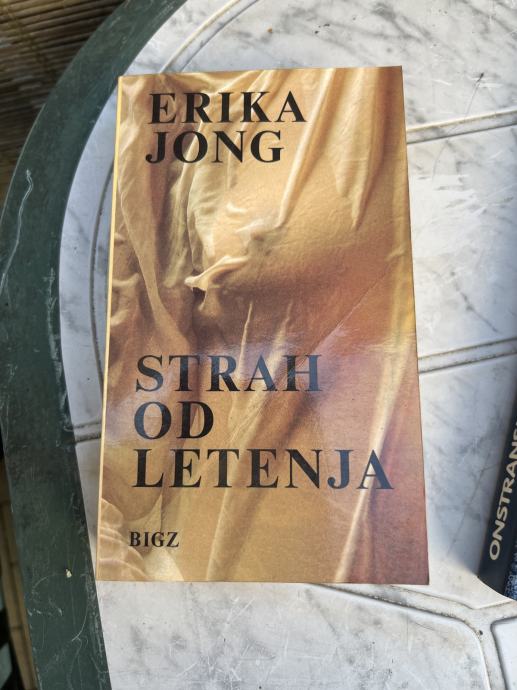 ERIKA
JONG
STRAH
OD
LETENJA
BIGZ